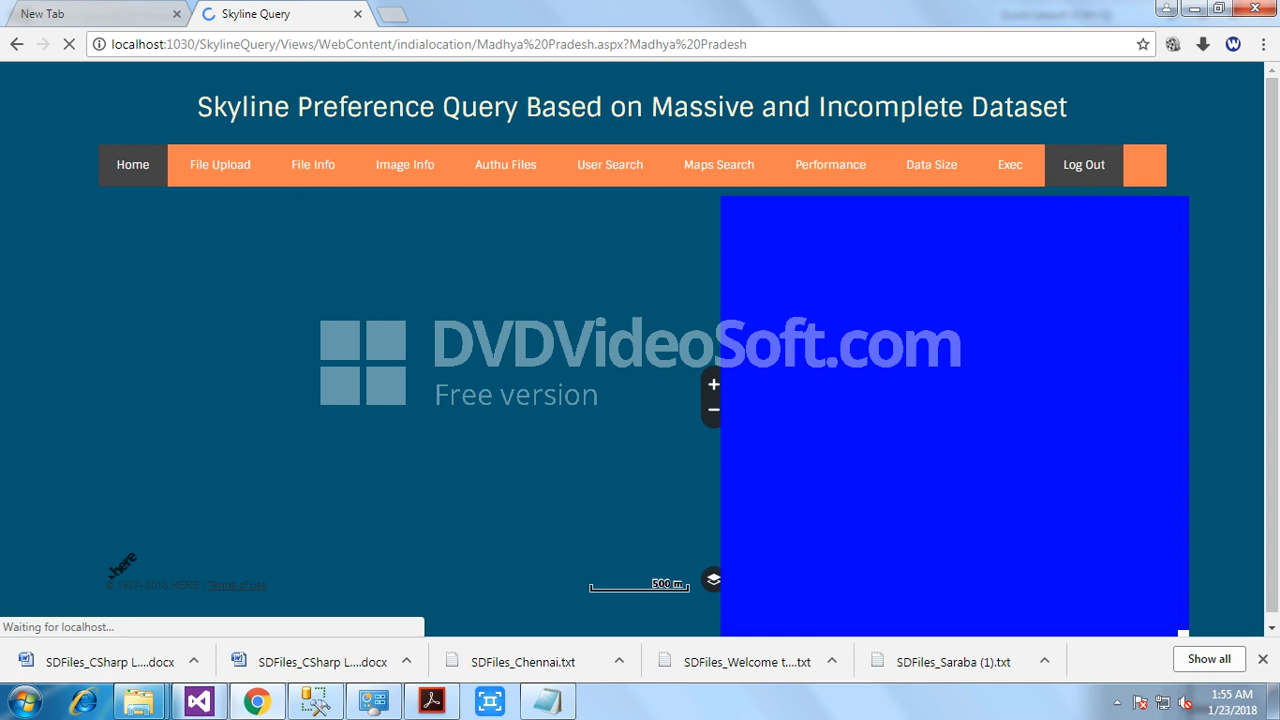 New Tab
Skyline Query
localhost:1030/SkylineQuery/Views/WebContent/indialocation/Madhya%20Pradesh.aspx?Madhya%20Pradesh
Skyline Preference Query Based on Massive and Incomplete Dataset
Home File Upload File Info Image Info Authu Files User Search Maps Search Performance Data Size Exec Log Out
DVDVideoSoft.com
Free version
here
HERE | Terms of use
500 m
Waiting for localhost...
SDFiles_CSharp L....docx SDFiles_CSharp L....docx SDFiles_Chennai.txt SDFiles_Welcome t....txt SDFiles_Saraba (1).txt Show all
1:55 AM
1/23/2018